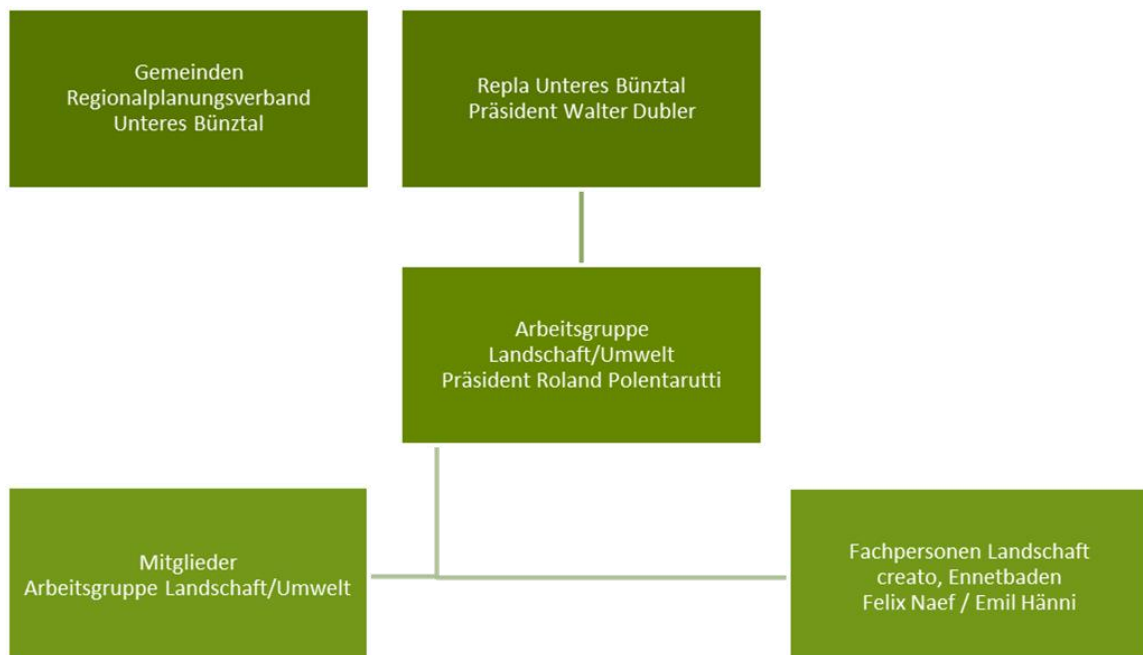 Gemeinden
Regionalplanungsverband
Unteres Bünztal
Repla Unteres Bünztal
Präsident Walter Dubler
Arbeitsgruppe
Landschaft/Umwelt
Präsident Roland Polentarutti
Mitglieder
Arbeitsgruppe Landschaft/Umwelt
Fachpersonen Landschaft
creato, Ennetbaden
Felix Naef / Emil Hänni